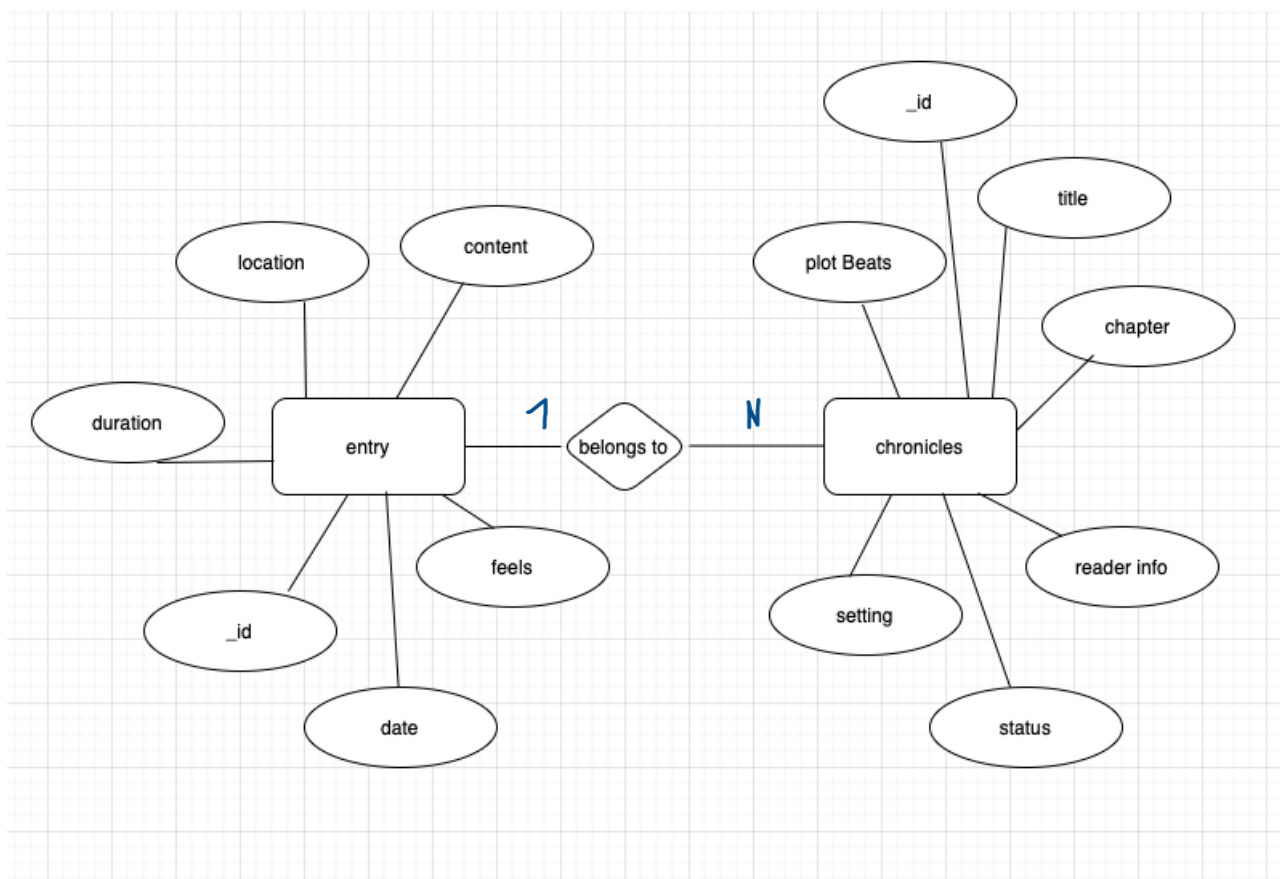 _id
title
content
location
plot Beats
chapter
duration
1
N
entry
belongs to
chronicles
feels
reader info
setting
_id
date
status